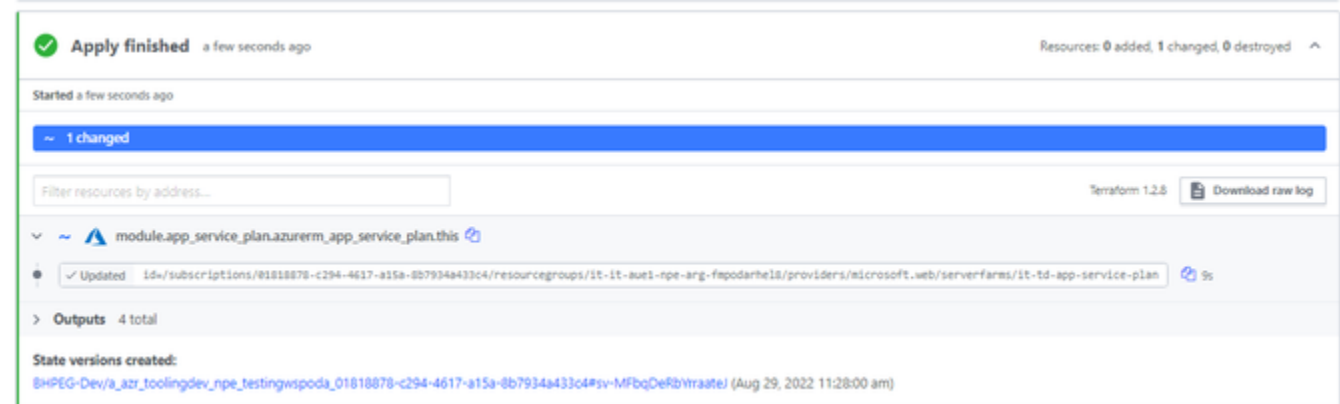 Apply finished a few seconds ago Resources: 0 added, 1 changed, 0 destroyed
Started a few seconds ago
~ 1 changed
Filter resources by address... Terraform 1.2.8 Download raw log
~ module.app_service_plan.azurerm_app_service_plan.this
Updated id=/subscriptions/01818878-c294-4617-a15a-8b7934a433c4/resourcegroups/it-it-aue1-npe-arg-fmpodarhel8/providers/microsoft.web/serverfarms/it-td-app-service-plan 9s
Outputs 4 total
State versions created:
BHPEG-Dev/a_azr_toolingdev_npe_testingwspoda_01818878-c294-4617-a15a-8b7934a433c4#sv-MFbqDeRbYrraateJ (Aug 29, 2022 11:28:00 am)